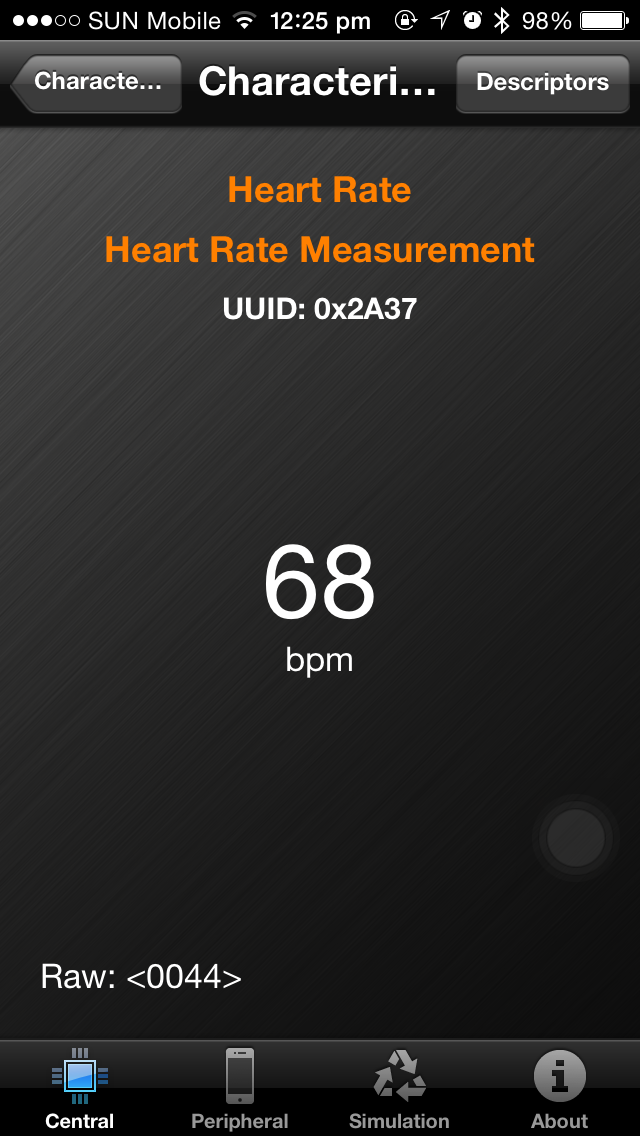 SUN Mobile 12:25 pm 98%
Characte... Characteri... Descriptors
Heart Rate
Heart Rate Measurement
UUID: 0x2A37
68
bpm
Raw: <0044>
Central Peripheral Simulation About